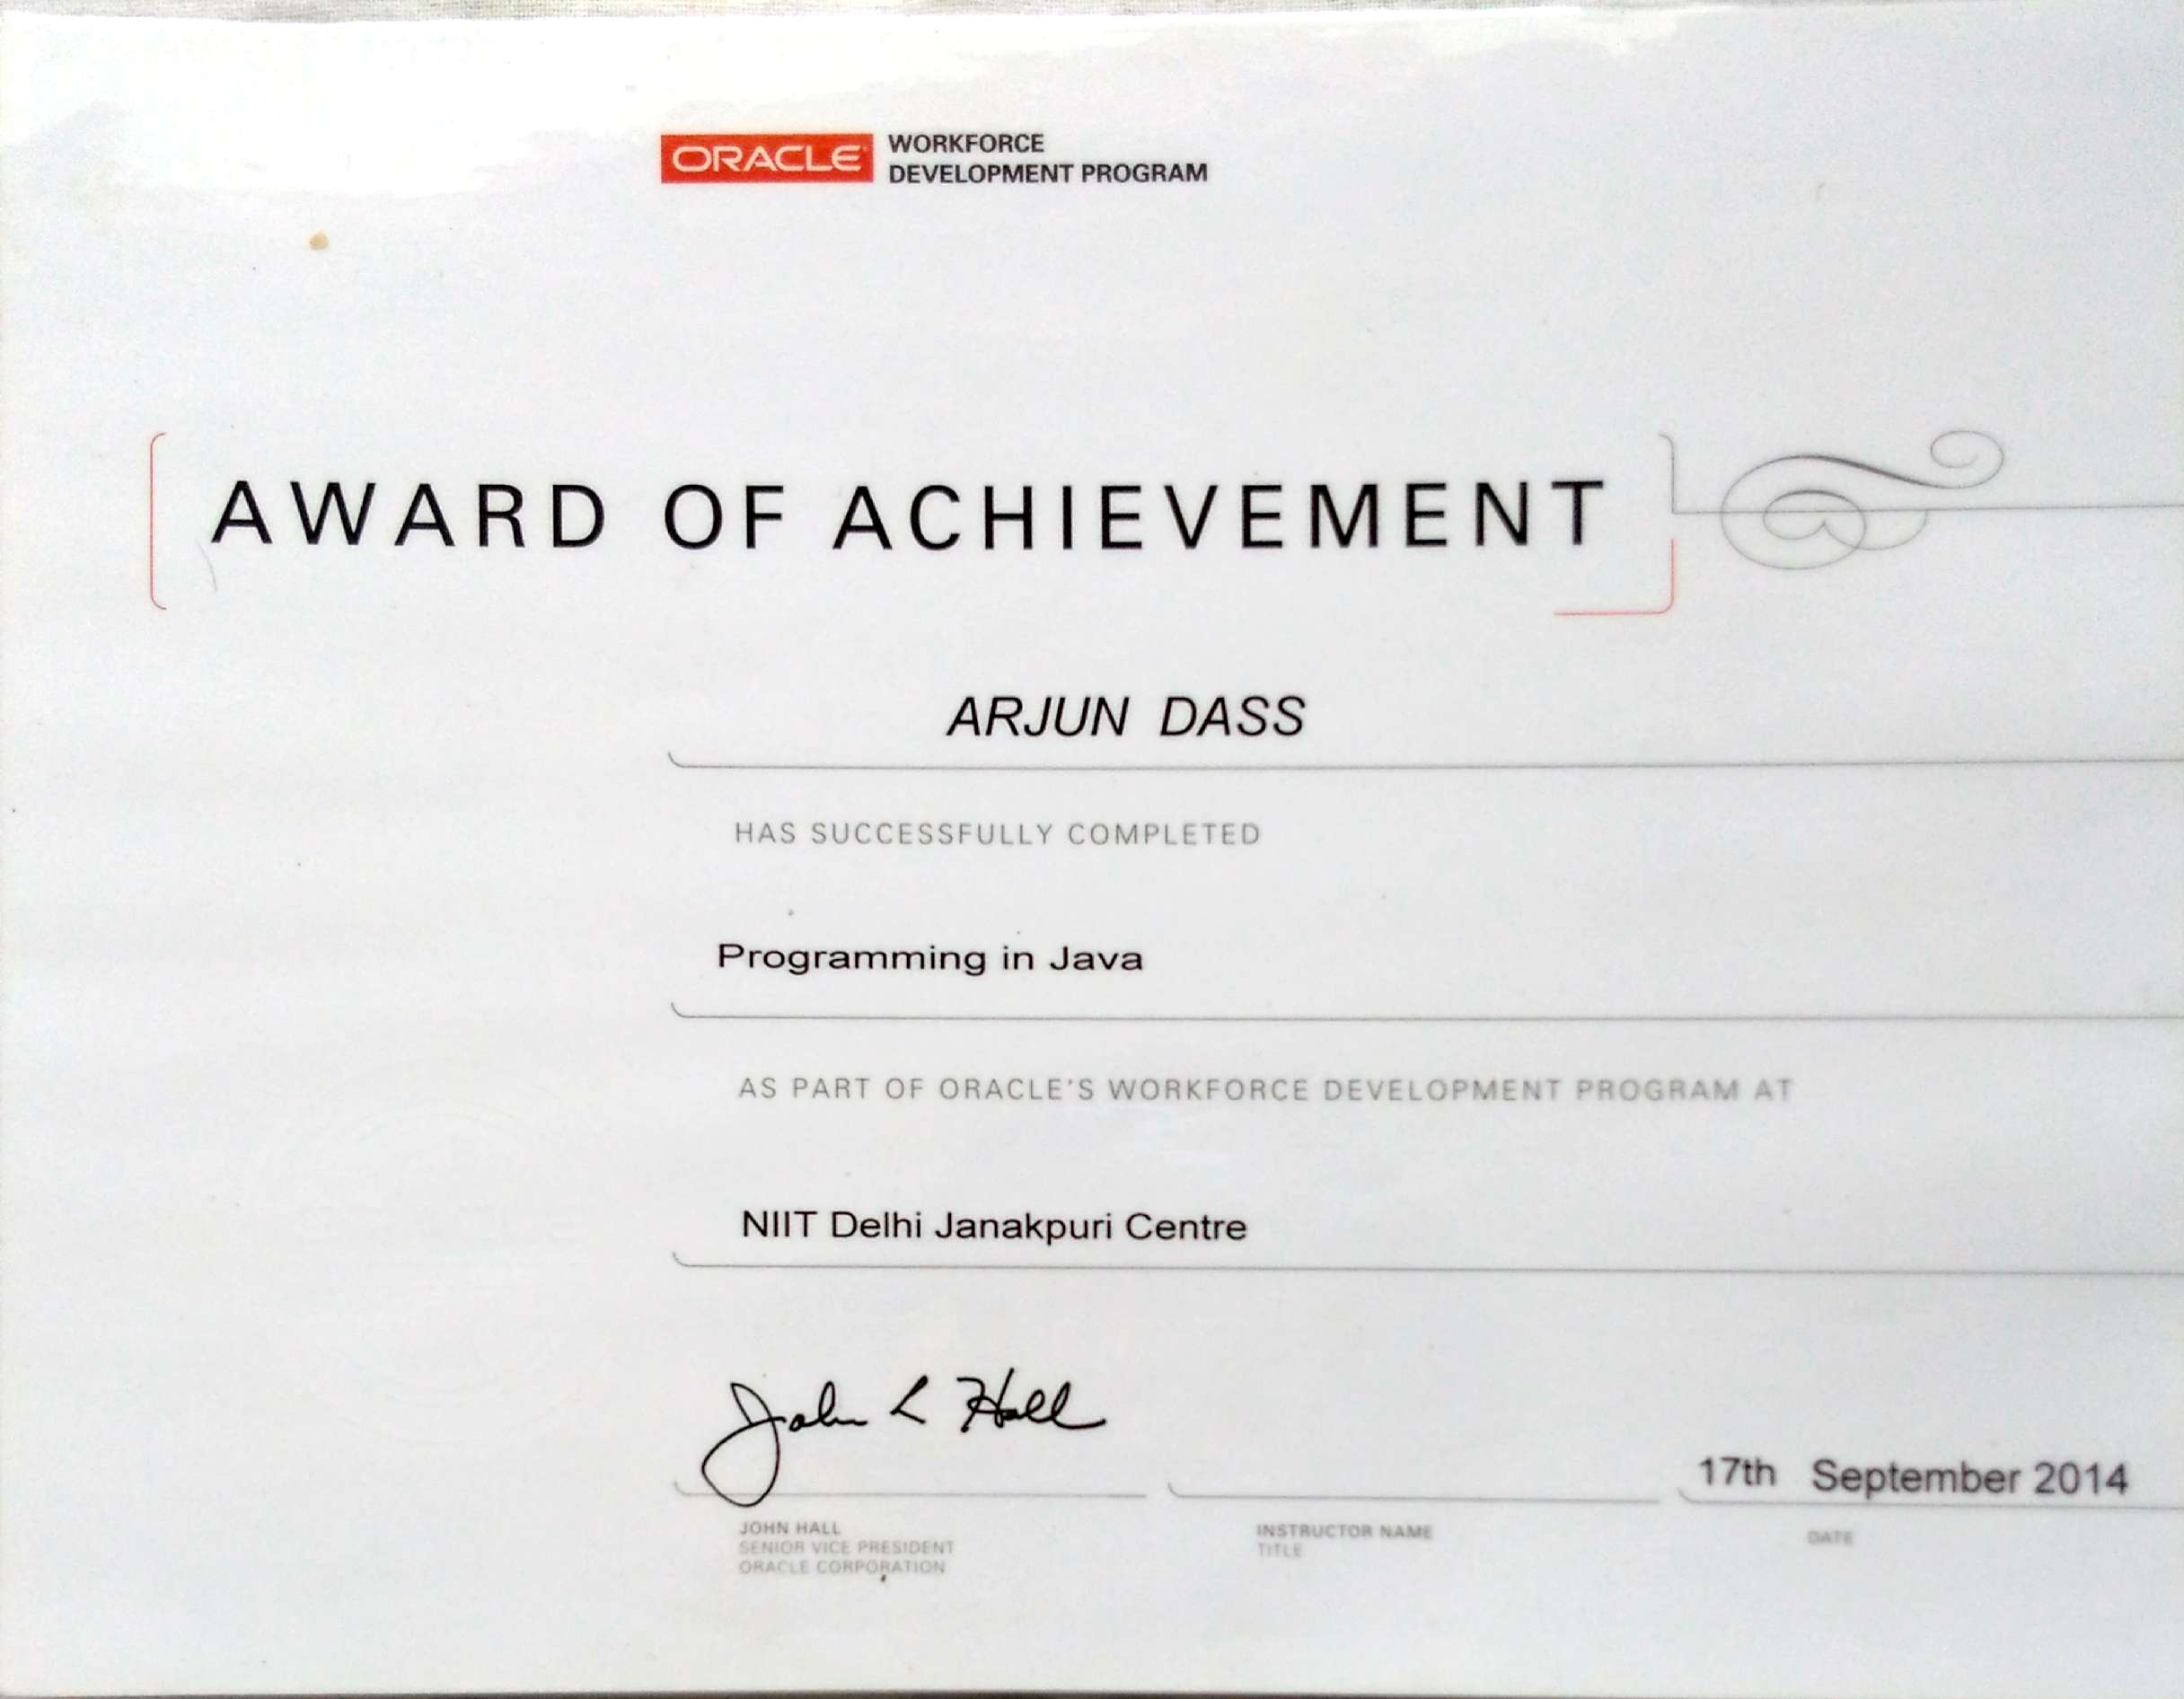 ORACLE WORKFORCE
DEVELOPMENT PROGRAM
AWARD OF ACHIEVEMENT
ARJUN DASS
HAS SUCCESSFULLY COMPLETED
Programming in Java
AS PART OF ORACLE'S WORKFORCE DEVELOPMENT PROGRAM AT
NIIT Delhi Janakpuri Centre
John L Hall
17th September 2014
JOHN HALL
SENIOR VICE PRESIDENT
ORACLE CORPORATION
INSTRUCTOR NAME
TITLE
DATE